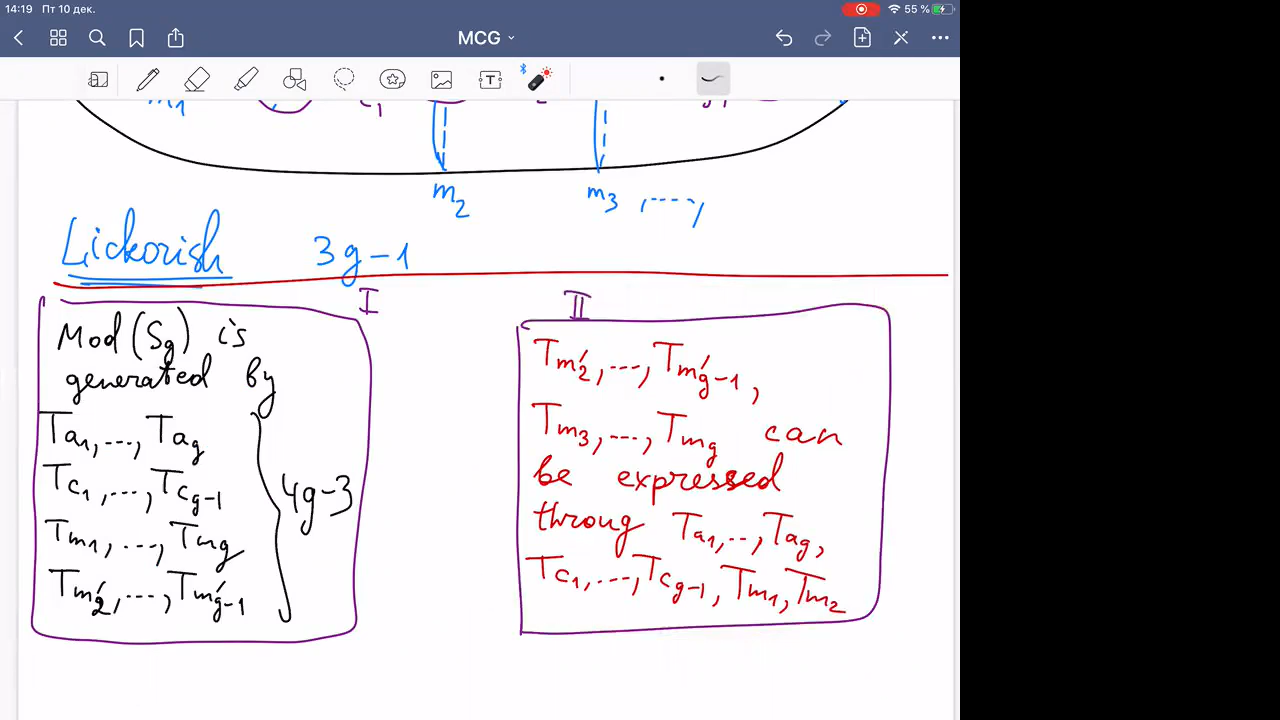 14:19 Пт 10 дек.
55 %
MCG
m₁ c₁
m₂ m₃ ,....,
Lickorish 3g-1
I
Mod(Sg) is
generated by
Ta₁,...,Tag
Tc₁,...,Tcg-1
Tm₁,...,Tmg
Tm'₂,...,Tm'g-1
4g-3
II
Tm'₂,...,Tm'g-1,
Tm₃,...,Tmg can
be expressed
throug Ta₁,..,Tag,
Tc₁,...,Tcg-1, Tm₁, Tm₂